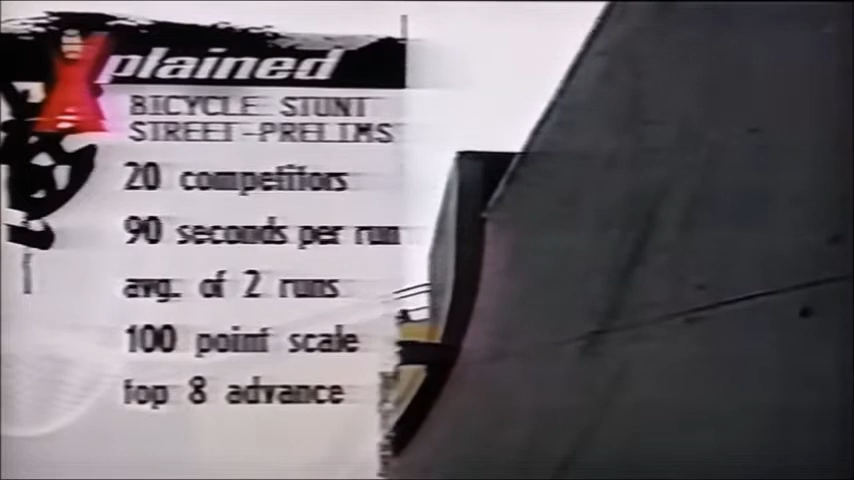 Xplained
BICYCLE STUNT
STREET-PRELIMS
20 competitors
90 seconds per run
avg. of 2 runs
100 point scale
top 8 advance